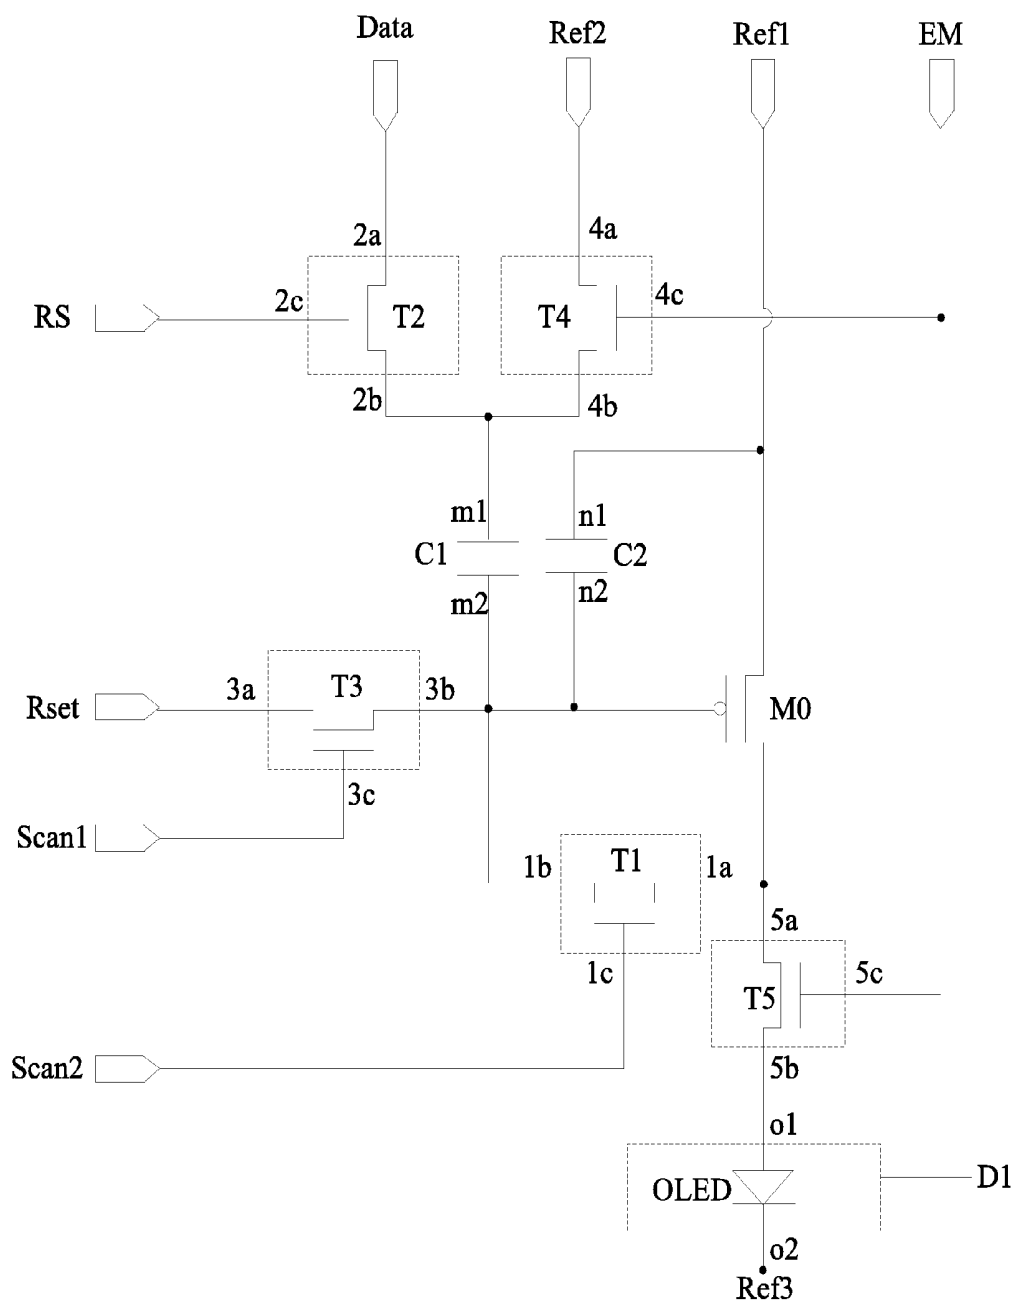 Data
Ref2
Ref1
EM
2a
4a
RS
2c
T2
T4
4c
2b
4b
m1
n1
C1
C2
m2
n2
Rset
3a
T3
3b
M0
3c
Scan1
1b
T1
1a
5a
1c
T5
5c
Scan2
5b
o1
OLED
D1
o2
Ref3